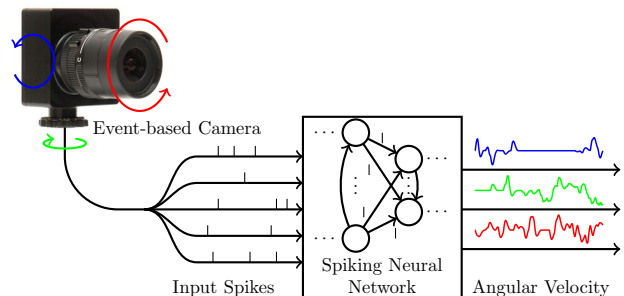 Event-based Camera
Spiking Neural
Network
Input Spikes
Angular Velocity